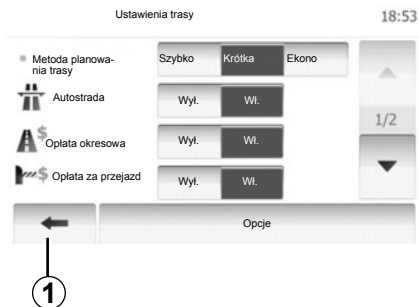 Ustawienia trasy 18:53
Metoda planowa-
nia trasy
Szybko Krótka Ekono
Autostrada Wył. Wł.
1/2
$ Opłata okresowa Wył. Wł.
$ Opłata za przejazd Wył. Wł.
Opcje
1